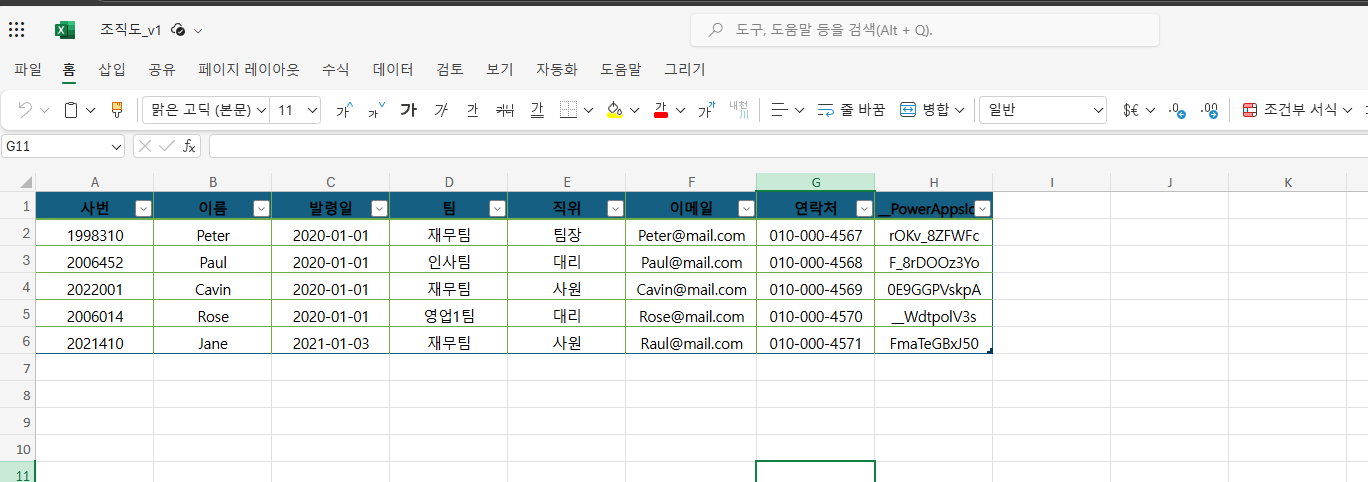 조직도_v1
도구, 도움말 등을 검색(Alt + Q).
파일 홈 삽입 공유 페이지 레이아웃 수식 데이터 검토 보기 자동화 도움말 그리기
맑은 고딕 (본문) 11 가^ 가ˇ 가 가 간 캐너 간 가 가가 내천川 줄 바꿈 병합 일반 $€ .0 .00 조건부 서식
G11 fx
A B C D E F G H I J K
1 사번 이름 발령일 팀 직위 이메일 연락처 __PowerAppsId
2 1998310 Peter 2020-01-01 재무팀 팀장 Peter@mail.com 010-000-4567 rOKv_8ZFWFc
3 2006452 Paul 2020-01-01 인사팀 대리 Paul@mail.com 010-000-4568 F_8rDOOz3Yo
4 2022001 Cavin 2020-01-01 재무팀 사원 Cavin@mail.com 010-000-4569 0E9GGPVskpA
5 2006014 Rose 2020-01-01 영업1팀 대리 Rose@mail.com 010-000-4570 __WdtpolV3s
6 2021410 Jane 2021-01-03 재무팀 사원 Raul@mail.com 010-000-4571 FmaTeGBxJ50
7
8
9
10
11